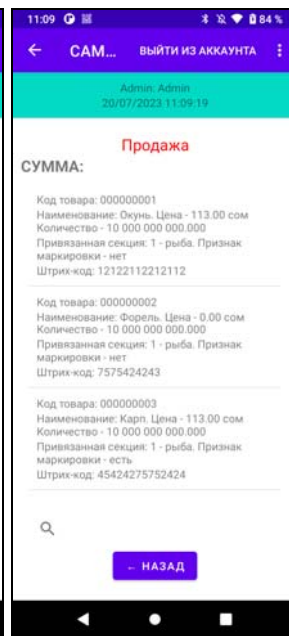 11:09 84 %
САМ... ВЫЙТИ ИЗ АККАУНТА
Admin: Admin
20/07/2023 11:09:19
Продажа
СУММА:
Код товара: 000000001
Наименование: Окунь. Цена - 113.00 сом
Количество - 10 000 000 000.000
Привязанная секция: 1 - рыба. Признак
маркировки - нет
Штрих-код: 12122112212112
Код товара: 000000002
Наименование: Форель. Цена - 0.00 сом
Количество - 10 000 000 000.000
Привязанная секция: 1 - рыба. Признак
маркировки - нет
Штрих-код: 7575424243
Код товара: 000000003
Наименование: Карп. Цена - 113.00 сом
Количество - 10 000 000 000.000
Привязанная секция: 1 - рыба. Признак
маркировки - есть
Штрих-код: 45424275752424
← НАЗАД